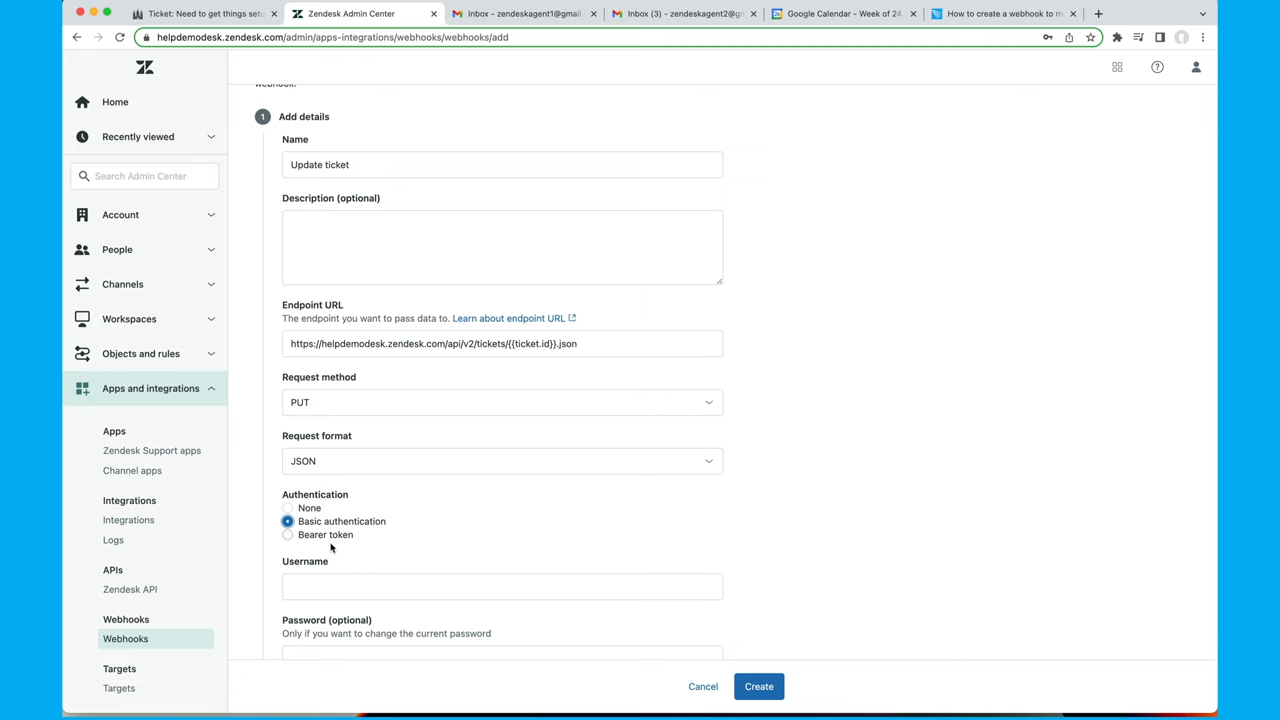 Ticket: Need to get things setu
Zendesk Admin Center
Inbox - zendeskagent1@gmail.
Inbox (3) - zendeskagent2@g
Google Calendar - Week of 24
How to create a webhook to m
helpdemodesk.zendesk.com/admin/apps-integrations/webhooks/webhooks/add
Home
Recently viewed
Search Admin Center
Account
People
Channels
Workspaces
Objects and rules
Apps and integrations
Apps
Zendesk Support apps
Channel apps
Integrations
Integrations
Logs
APIs
Zendesk API
Webhooks
Webhooks
Targets
Targets
webhook.
1 Add details
Name
Update ticket
Description (optional)
Endpoint URL
The endpoint you want to pass data to. Learn about endpoint URL
https://helpdemodesk.zendesk.com/api/v2/tickets/{{ticket.id}}.json
Request method
PUT
Request format
JSON
Authentication
None
Basic authentication
Bearer token
Username
Password (optional)
Only if you want to change the current password
Cancel
Create